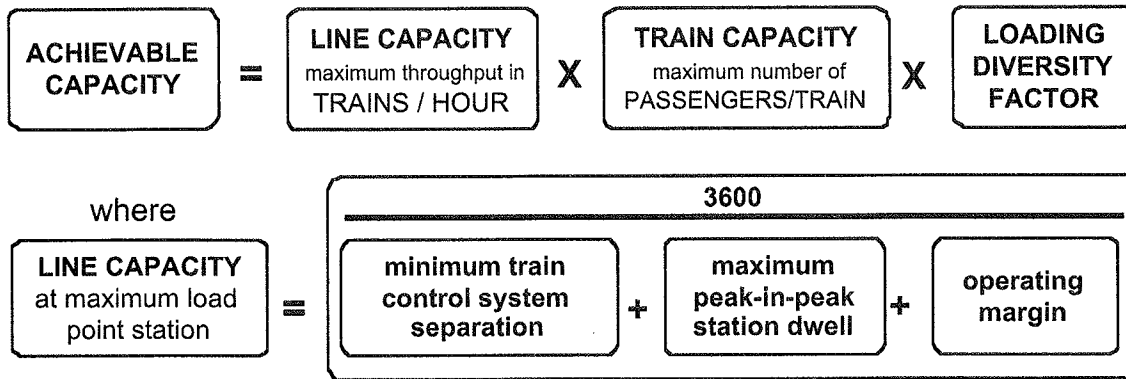 ACHIEVABLE CAPACITY = LINE CAPACITY maximum throughput in TRAINS / HOUR X TRAIN CAPACITY maximum number of PASSENGERS/TRAIN X LOADING DIVERSITY FACTOR
where
LINE CAPACITY at maximum load point station =
3600
minimum train control system separation + maximum peak-in-peak station dwell + operating margin